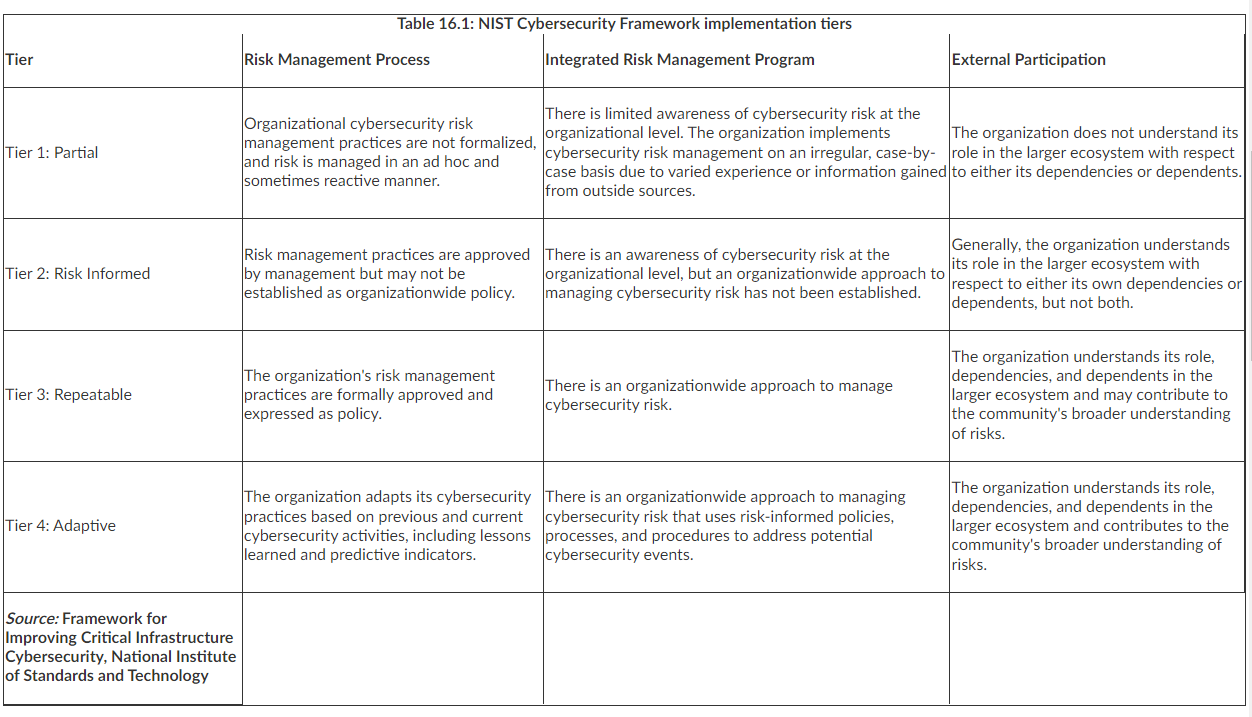 Table 16.1: NIST Cybersecurity Framework implementation tiers
Tier
Risk Management Process
Integrated Risk Management Program
External Participation
Tier 1: Partial
Organizational cybersecurity risk
management practices are not formalized,
and risk is managed in an ad hoc and
sometimes reactive manner.
There is limited awareness of cybersecurity risk at the
organizational level. The organization implements
cybersecurity risk management on an irregular, case-by-
case basis due to varied experience or information gained
from outside sources.
The organization does not understand its
role in the larger ecosystem with respect
to either its dependencies or dependents.
Tier 2: Risk Informed
Risk management practices are approved
by management but may not be
established as organizationwide policy.
There is an awareness of cybersecurity risk at the
organizational level, but an organizationwide approach to
managing cybersecurity risk has not been established.
Generally, the organization understands
its role in the larger ecosystem with
respect to either its own dependencies or
dependents, but not both.
Tier 3: Repeatable
The organization's risk management
practices are formally approved and
expressed as policy.
There is an organizationwide approach to manage
cybersecurity risk.
The organization understands its role,
dependencies, and dependents in the
larger ecosystem and may contribute to
the community's broader understanding
of risks.
Tier 4: Adaptive
The organization adapts its cybersecurity
practices based on previous and current
cybersecurity activities, including lessons
learned and predictive indicators.
There is an organizationwide approach to managing
cybersecurity risk that uses risk-informed policies,
processes, and procedures to address potential
cybersecurity events.
The organization understands its role,
dependencies, and dependents in the
larger ecosystem and contributes to the
community's broader understanding of
risks.
Source: Framework for
Improving Critical Infrastructure
Cybersecurity, National Institute
of Standards and Technology